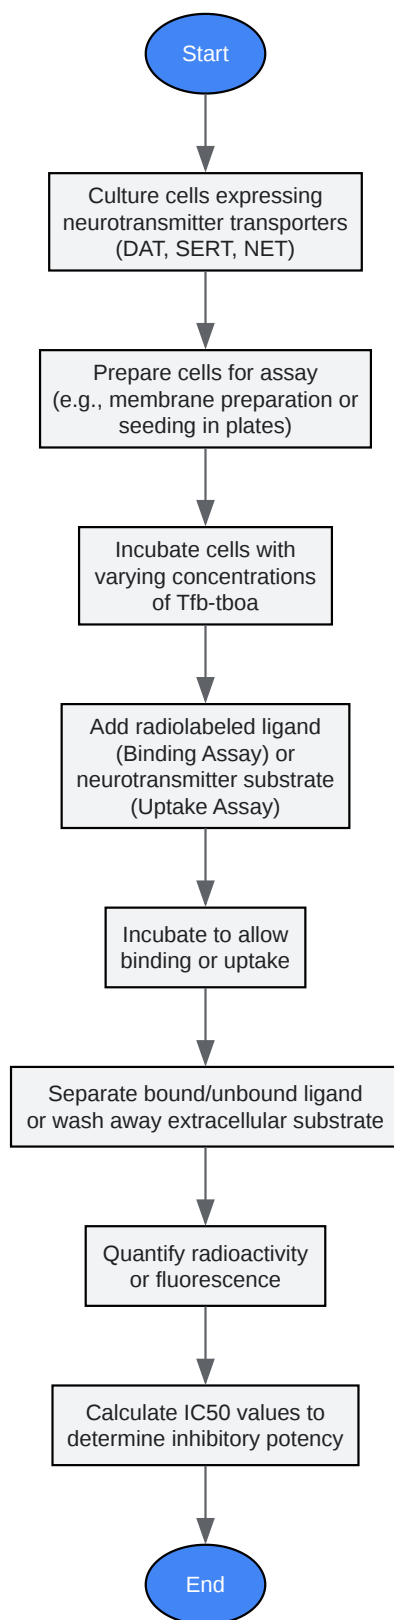 Start
Culture cells expressing
neurotransmitter transporters
(DAT, SERT, NET)
Prepare cells for assay
(e.g., membrane preparation or
seeding in plates)
Incubate cells with
varying concentrations
of Tfb-tboa
Add radiolabeled ligand
(Binding Assay) or
neurotransmitter substrate
(Uptake Assay)
Incubate to allow
binding or uptake
Separate bound/unbound ligand
or wash away extracellular substrate
Quantify radioactivity
or fluorescence
Calculate IC50 values to
determine inhibitory potency
End